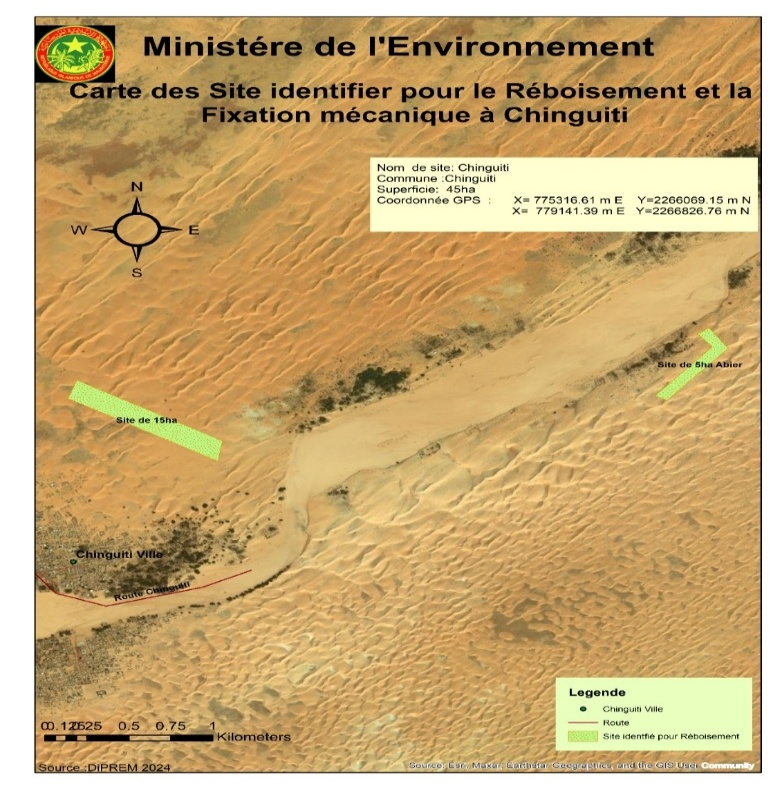 Ministére de l'Environnement
Carte des Site identifier pour le Réboisement et la
Fixation mécanique à Chinguiti
Nom de site: Chinguiti
Commune :Chinguiti
Superficie: 45ha
Coordonnée GPS : X= 775316.61 m E Y=2266069.15 m N
X= 779141.39 m E Y=2266826.76 m N
N
W E
S
Site de 5ha Abier
Site de 15ha
Chinguiti Ville
Route Chinguiti
Legende
Chinguiti Ville
Route
Site identfié pour Réboisement
0 0.125 0.25 0.5 0.75 1
Kilometers
Source :DIPREM 2024
Source: Esri, Maxar, Earthstar Geographics, and the GIS User Community